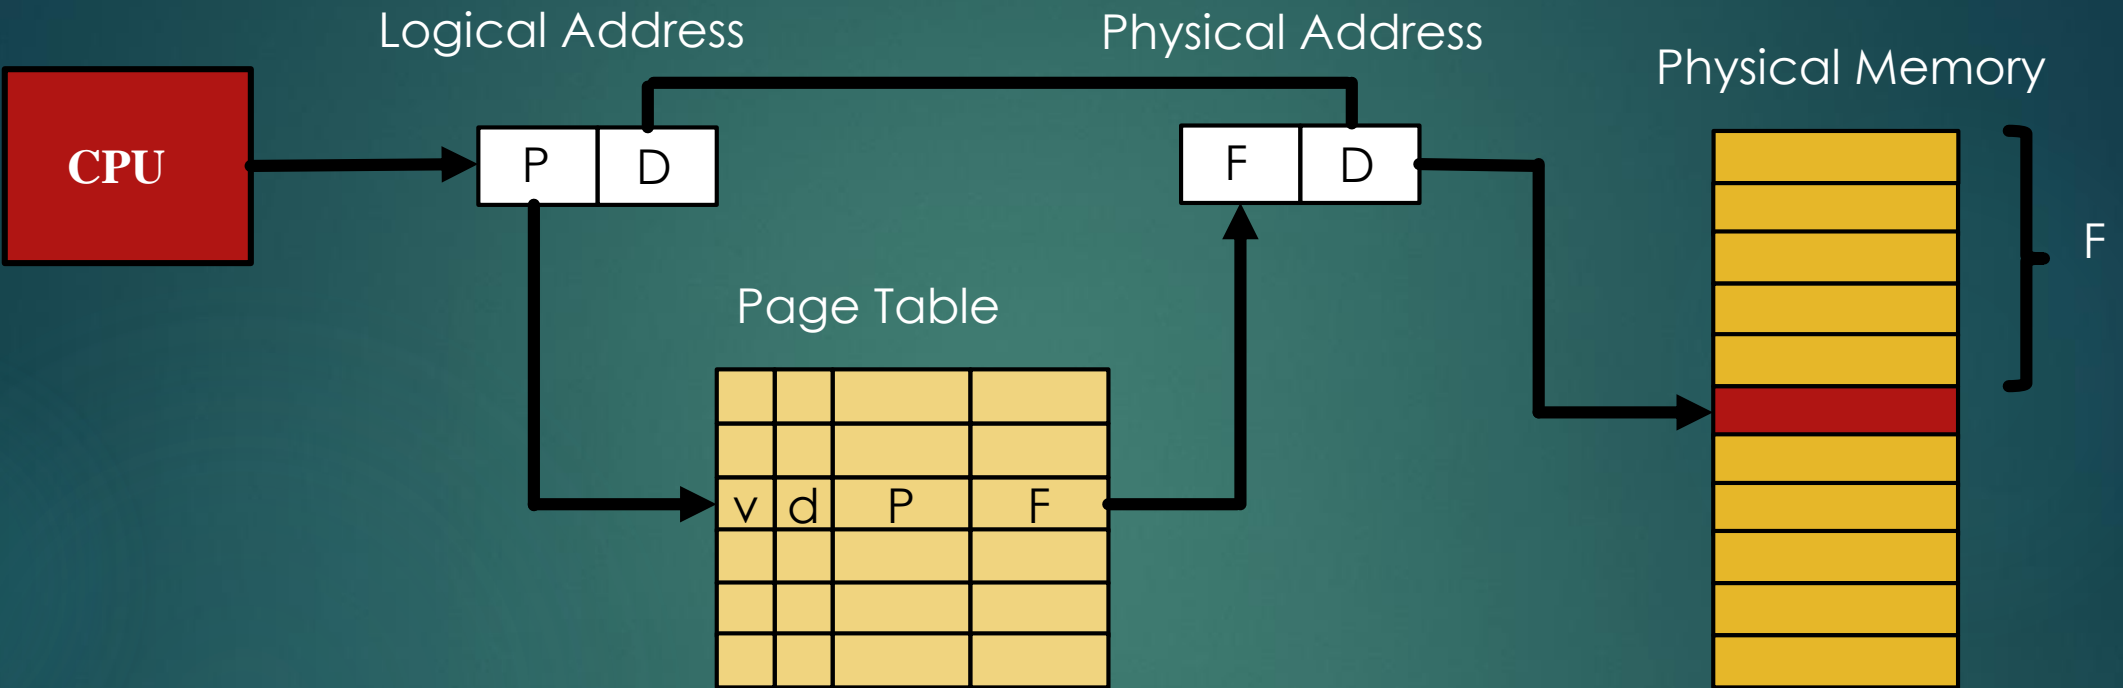 Logical Address
Physical Address
Physical Memory
CPU
P D
F D
F
Page Table
v d P F